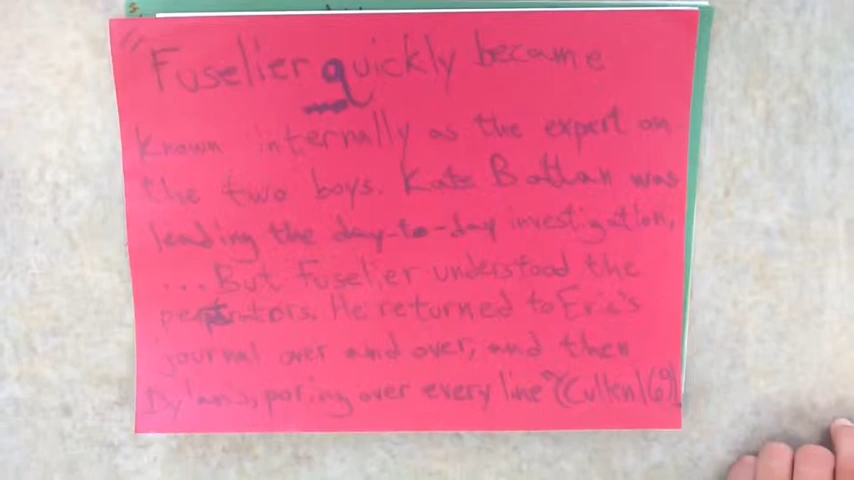 "Fuselier quickly became
known internally as the expert on
the two boys. Kate Battan was
leading the day-to-day investigation,
...But Fuselier understood the
perptrators. He returned to Eric's
journal over and over, and then
Dylan's, poring over every line" (Cullen 169).